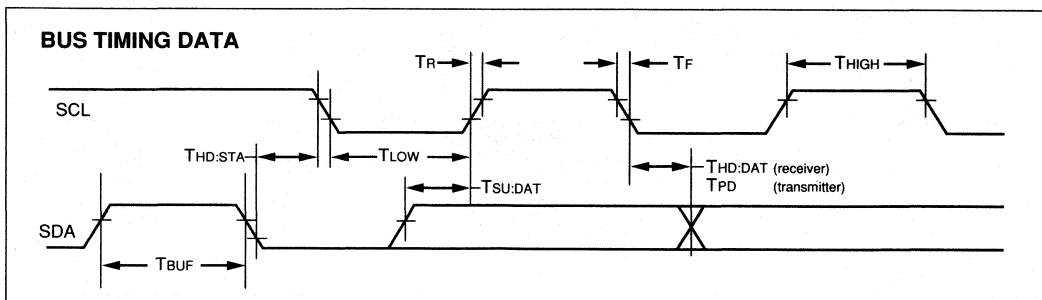 BUS TIMING DATA
TR
TF
THIGH
SCL
THD:STA
TLOW
THD:DAT (receiver)
TPD (transmitter)
TSU:DAT
SDA
TBUF